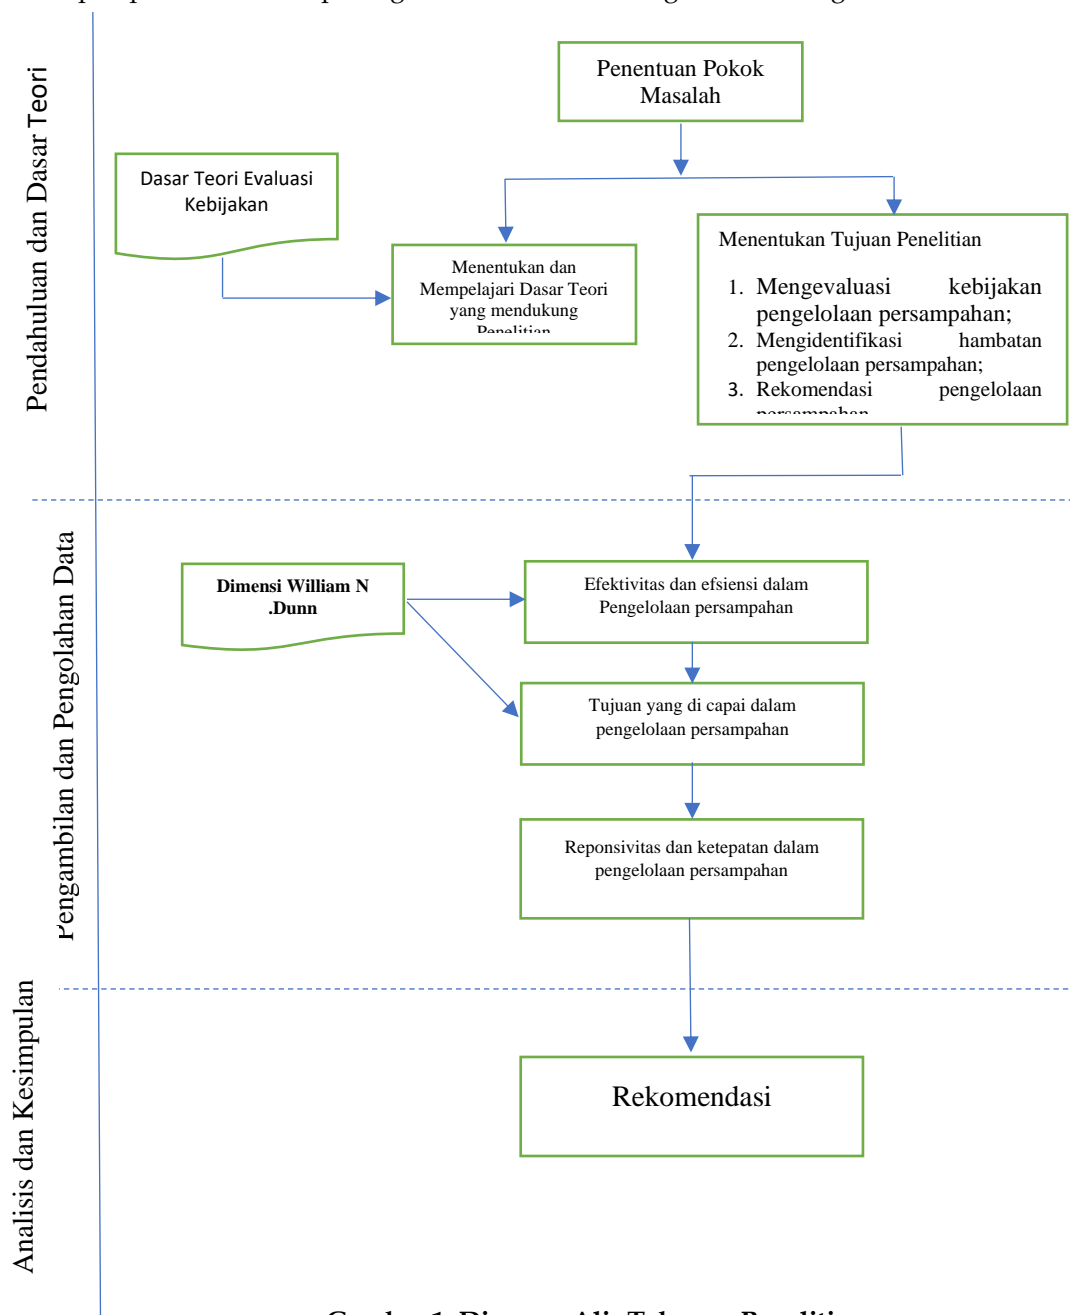 Pendahuluan dan Dasar Teori
Penentuan Pokok
Masalah
Dasar Teori Evaluasi
Kebijakan
Menentukan dan
Mempelajari Dasar Teori
yang mendukung
Penelitian
Menentukan Tujuan Penelitian
1. Mengevaluasi kebijakan
pengelolaan persampahan;
2. Mengidentifikasi hambatan
pengelolaan persampahan;
3. Rekomendasi pengelolaan
persampahan
Pengambilan dan Pengolahan Data
Dimensi William N
.Dunn
Efektivitas dan efsiensi dalam
Pengelolaan persampahan
Tujuan yang di capai dalam
pengelolaan persampahan
Reponsivitas dan ketepatan dalam
pengelolaan persampahan
Analisis dan Kesimpulan
Rekomendasi